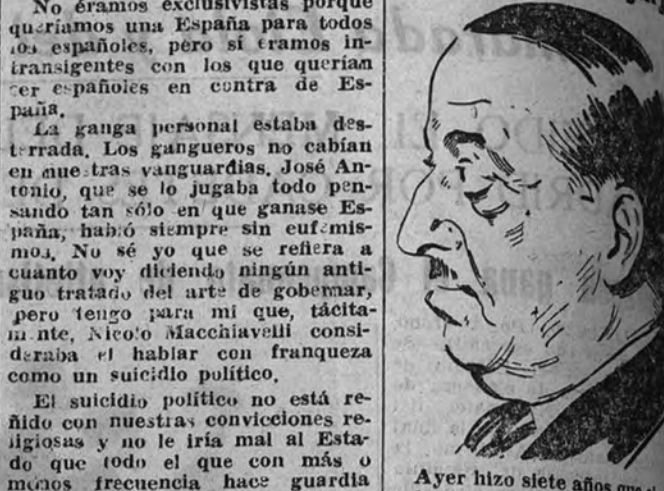 No éramos exclusivistas porque
queríamos una España para todos
los españoles, pero sí éramos in-
transigentes con los que querían
ser españoles en contra de Es-
paña.
La ganga personal estaba des-
terrada. Los gangueros no cabían
en nuestras vanguardias. José An-
tonio, que se lo jugaba todo pen-
sando tan sólo en que ganase Es-
paña, habló siempre sin eufemis-
mos. No sé yo que se refiera a
cuanto voy diciendo ningún anti-
guo tratado del arte de gobernar,
pero tengo para mi que, tácita-
mente, Nicolo Macchiavelli consi-
deraba el hablar con franqueza
como un suicidio político.
El suicidio político no está re-
ñido con nuestras convicciones re-
ligiosas y no le iría mal al Esta-
do que todo el que con más o
menos frecuencia hace guardia
Ayer hizo siete años que